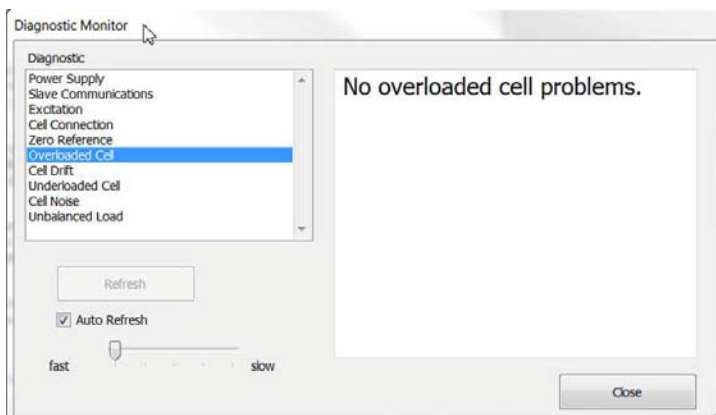 Diagnostic Monitor
Diagnostic
Power Supply
Slave Communications
Excitation
Cell Connection
Zero Reference
Overloaded Cell
Cell Drift
Underloaded Cell
Cell Noise
Unbalanced Load
No overloaded cell problems.
Refresh
Auto Refresh
fast slow
Close